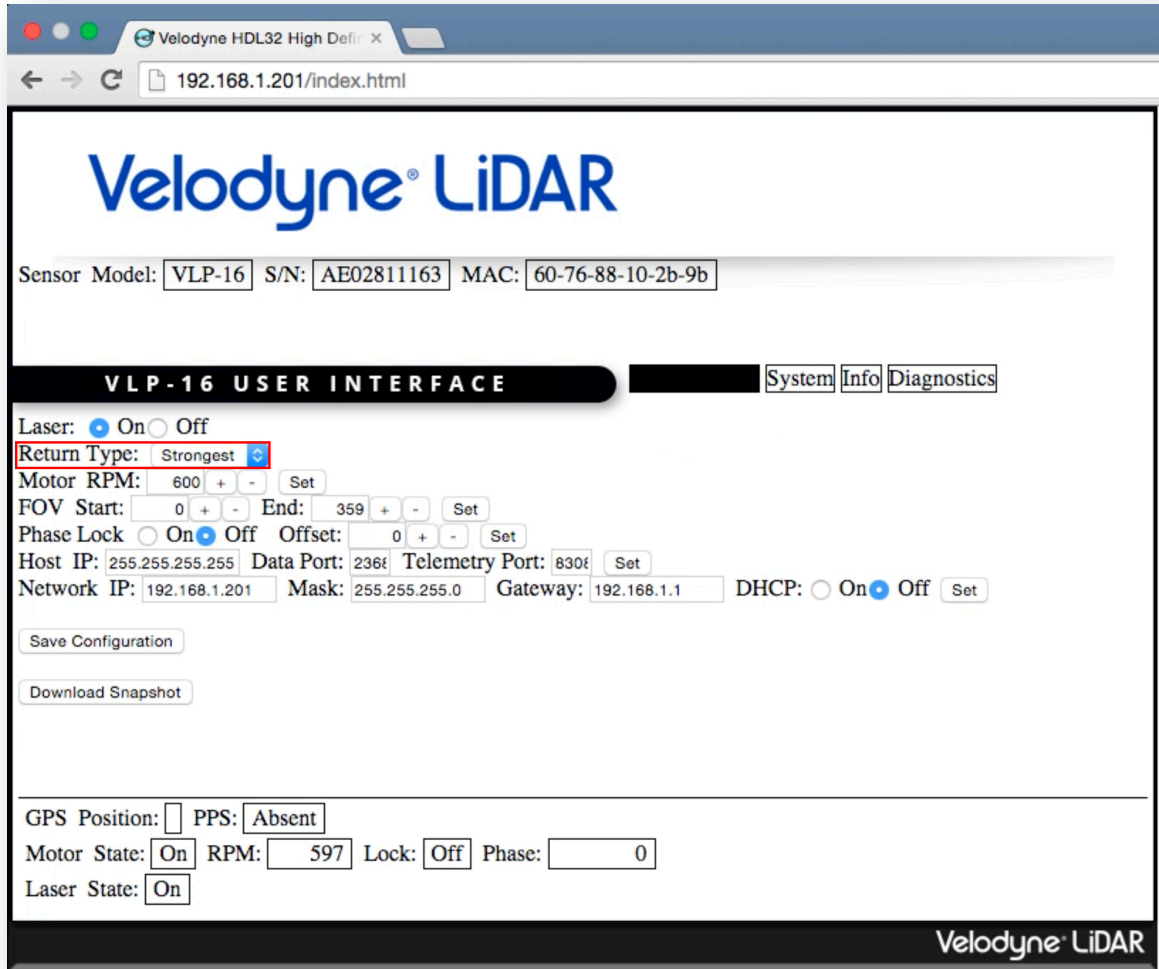 Velodyne HDL32 High Defi
192.168.1.201/index.html
Velodyne® LiDAR
Sensor Model: VLP-16 S/N: AE02811163 MAC: 60-76-88-10-2b-9b
VLP-16 USER INTERFACE System Info Diagnostics
Laser: On Off
Return Type: Strongest
Motor RPM: 600 + - Set
FOV Start: 0 + - End: 359 + - Set
Phase Lock On Off Offset: 0 + - Set
Host IP: 255.255.255.255 Data Port: 2368 Telemetry Port: 8308 Set
Network IP: 192.168.1.201 Mask: 255.255.255.0 Gateway: 192.168.1.1 DHCP: On Off Set
Save Configuration
Download Snapshot
GPS Position: PPS: Absent
Motor State: On RPM: 597 Lock: Off Phase: 0
Laser State: On
Velodyne LiDAR